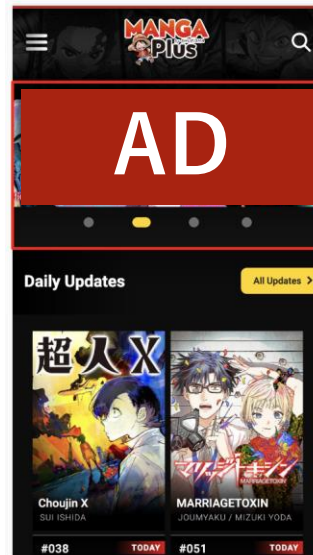 MANGA
Plus
AD
Daily Updates
All Updates >
超人X
マリッジトキシン
MARRIAGETOXIN
Choujin X
SUI ISHIDA
MARRIAGETOXIN
JOUMYAKU / MIZUKI YODA
#038
TODAY
#051
TODAY